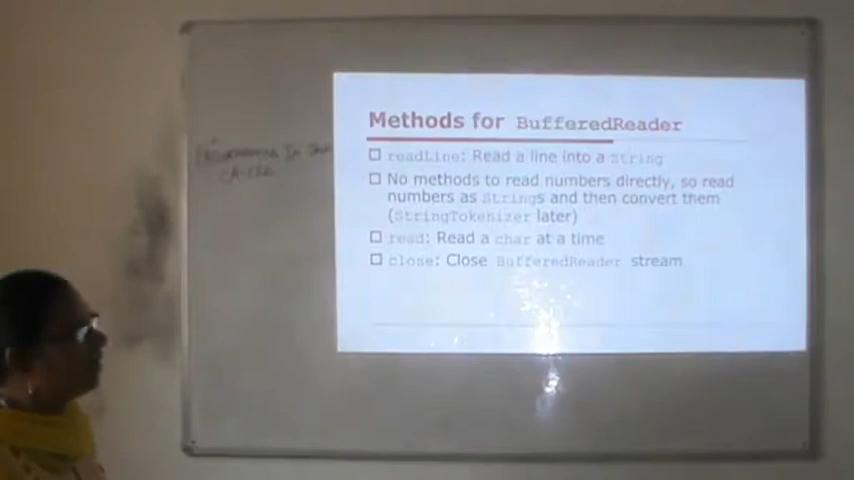 Methods for BufferedReader
readLine: Read a line into a String
No methods to read numbers directly, so read
numbers as Strings and then convert them
(StringTokenizer later)
read: Read a char at a time
close: Close BufferedReader stream